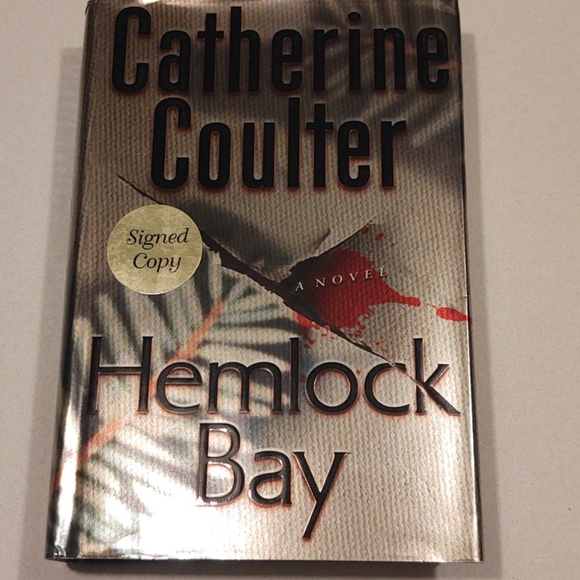 Catherine
Coulter
Signed
Copy
A NOVEL
Hemlock
Bay